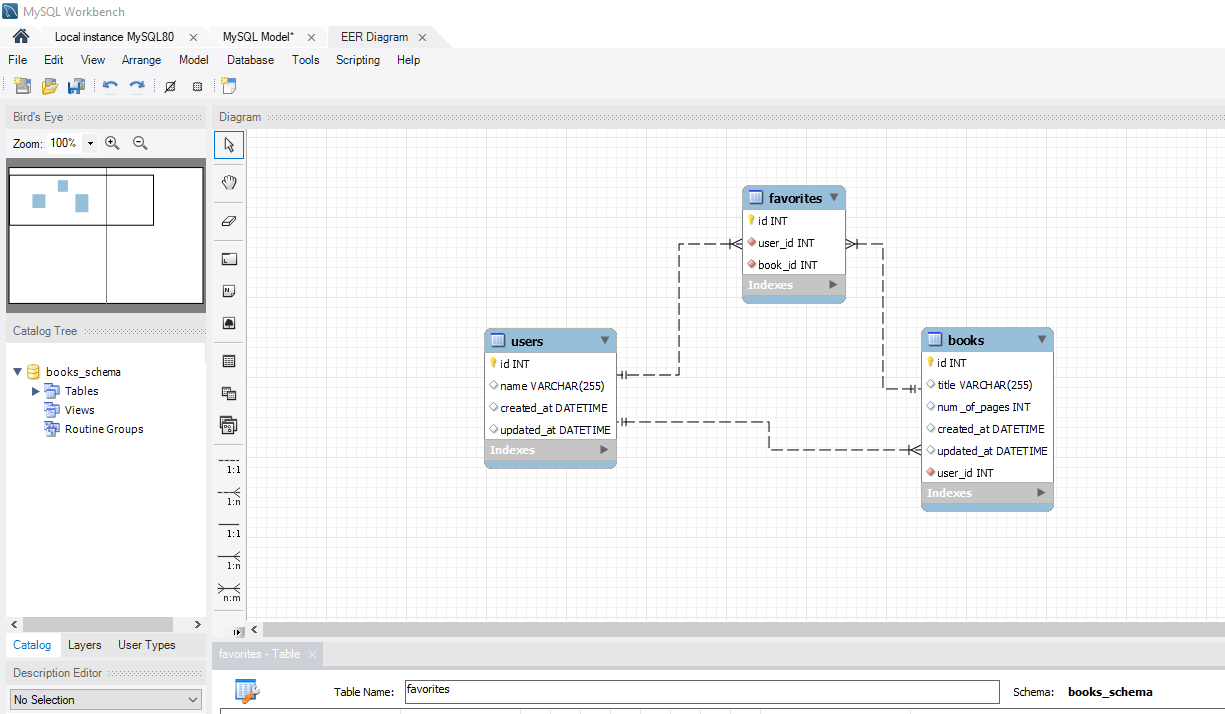 MySQL Workbench
Local instance MySQL80
MySQL Model*
EER Diagram
File Edit View Arrange Model Database Tools Scripting Help
Bird's Eye
Diagram
Zoom: 100%
favorites
id INT
user_id INT
book_id INT
Indexes
Catalog Tree
users
id INT
name VARCHAR(255)
created_at DATETIME
updated_at DATETIME
Indexes
books
id INT
title VARCHAR(255)
num _of_pages INT
created_at DATETIME
updated_at DATETIME
user_id INT
Indexes
books_schema
Tables
Views
Routine Groups
1:1
1:n
1:1
1:n
n:m
Catalog Layers User Types
favorites - Table
Description Editor
No Selection
Table Name: favorites Schema: books_schema